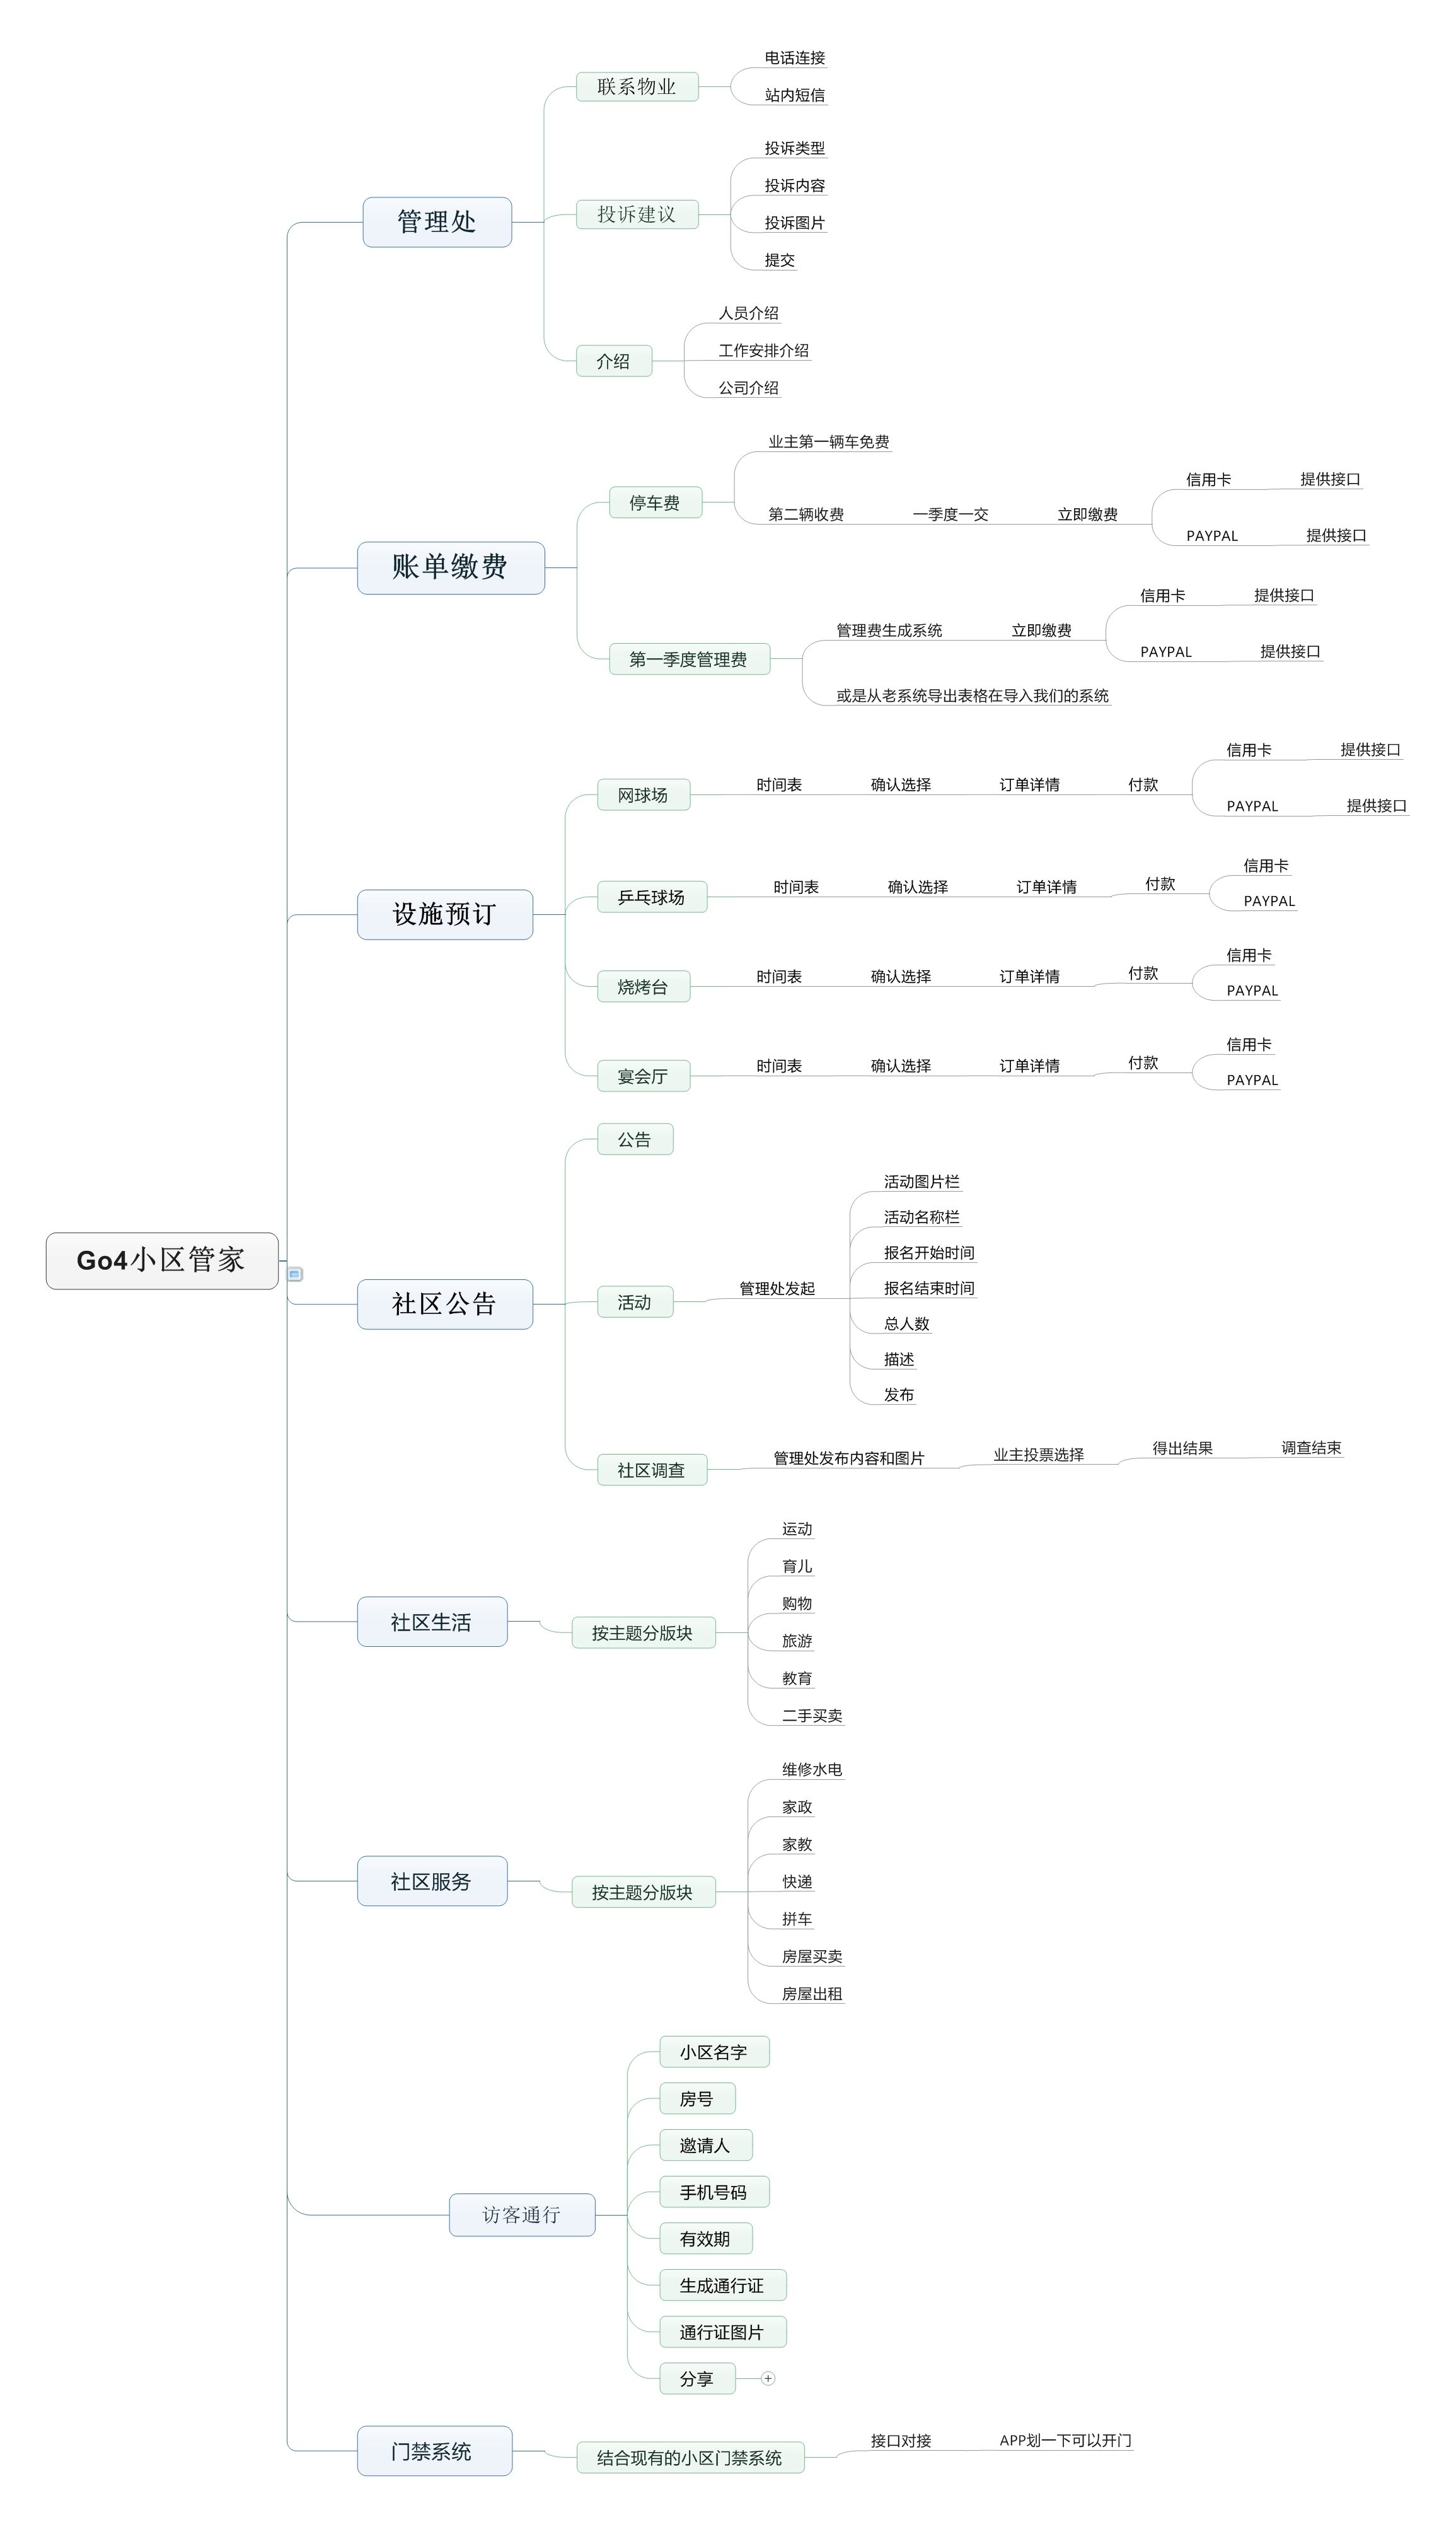 Go4小区管家
管理处
联系物业
电话连接
站内短信
投诉建议
投诉类型
投诉内容
投诉图片
提交
介绍
人员介绍
工作安排介绍
公司介绍
账单缴费
停车费
业主第一辆车免费
第二辆收费
一季度一交
立即缴费
信用卡
提供接口
PAYPAL
提供接口
第一季度管理费
管理费生成系统
立即缴费
信用卡
提供接口
PAYPAL
提供接口
或是从老系统导出表格在导入我们的系统
设施预订
网球场
时间表
确认选择
订单详情
付款
信用卡
提供接口
PAYPAL
提供接口
乒乓球场
时间表
确认选择
订单详情
付款
信用卡
PAYPAL
烧烤台
时间表
确认选择
订单详情
付款
信用卡
PAYPAL
宴会厅
时间表
确认选择
订单详情
付款
信用卡
PAYPAL
社区公告
公告
活动
管理处发起
活动图片栏
活动名称栏
报名开始时间
报名结束时间
总人数
描述
发布
社区调查
管理处发布内容和图片
业主投票选择
得出结果
调查结束
社区生活
按主题分版块
运动
育儿
购物
旅游
教育
二手买卖
社区服务
按主题分版块
维修水电
家政
家教
快递
拼车
房屋买卖
房屋出租
访客通行
小区名字
房号
邀请人
手机号码
有效期
生成通行证
通行证图片
分享
门禁系统
结合现有的小区门禁系统
接口对接
APP划一下可以开门